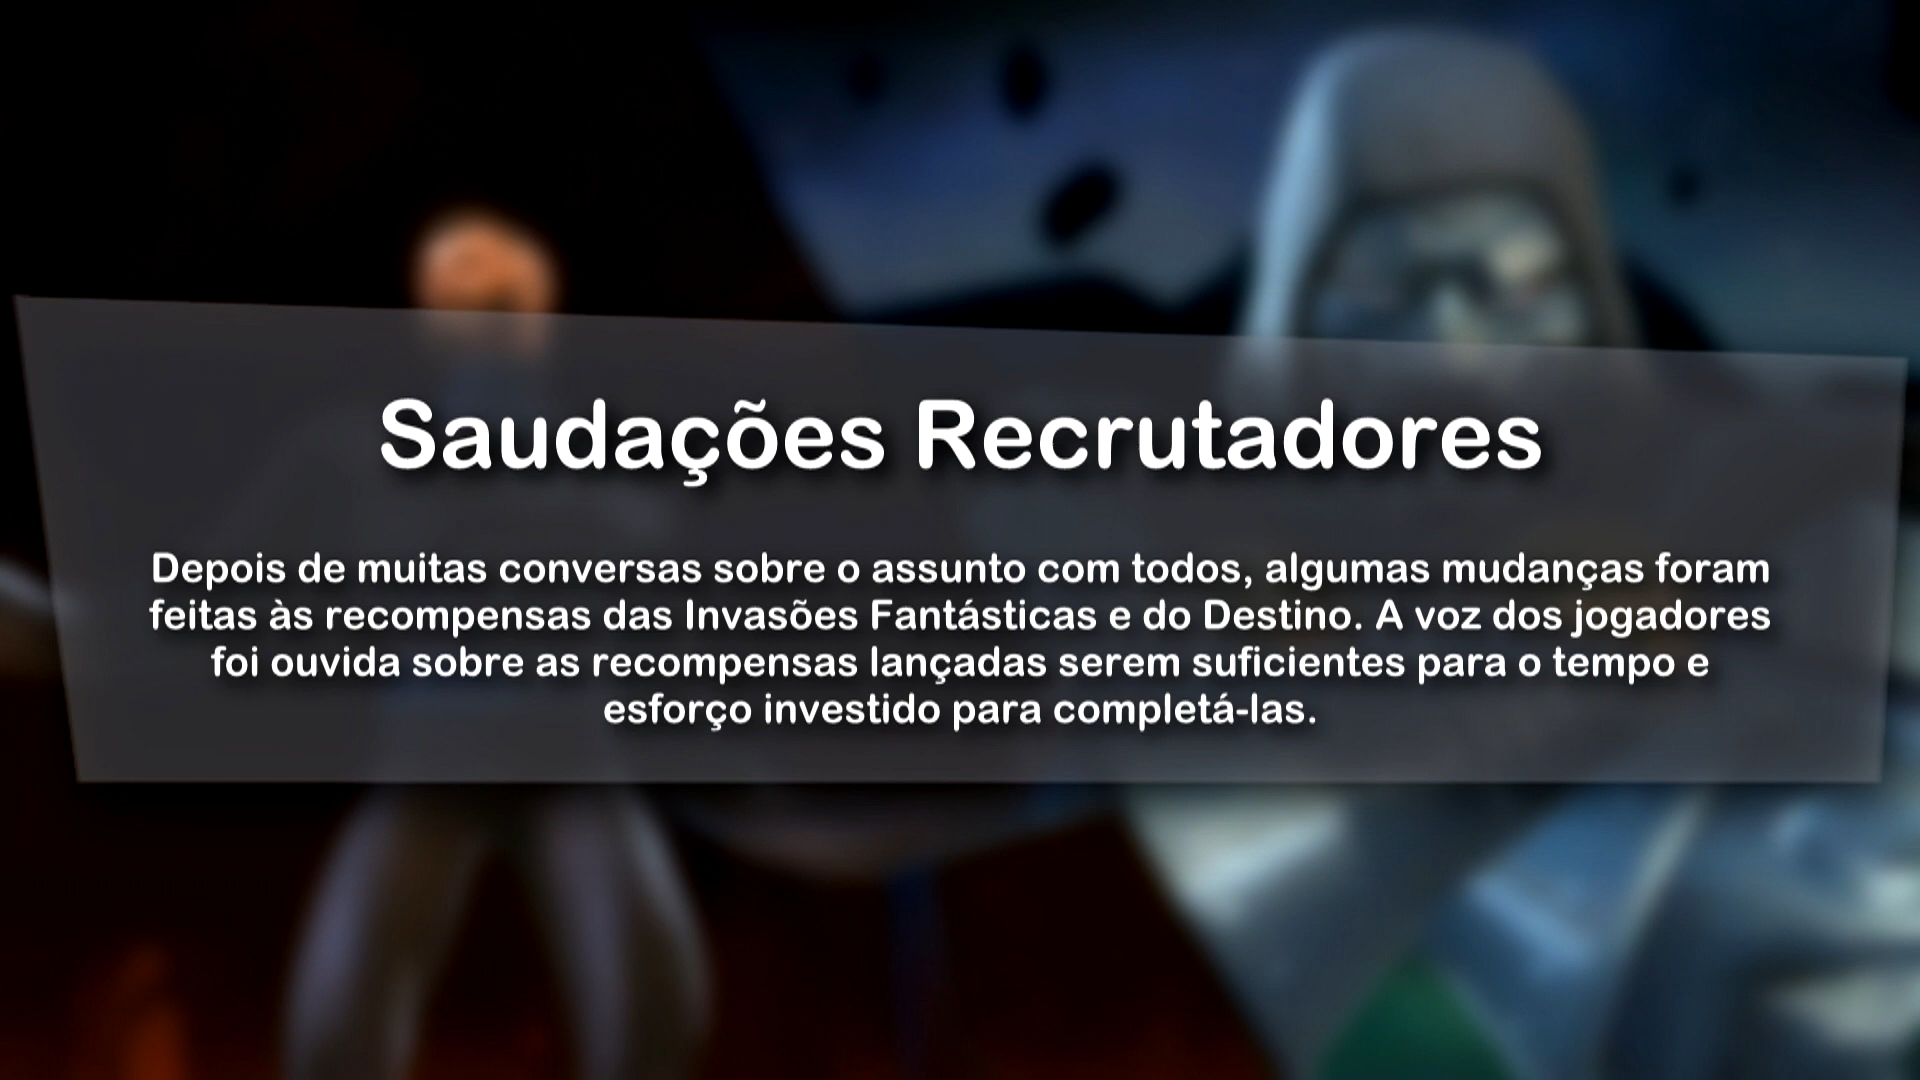 Saudações Recrutadores
Depois de muitas conversas sobre o assunto com todos, algumas mudanças foram
feitas às recompensas das Invasões Fantásticas e do Destino. A voz dos jogadores
foi ouvida sobre as recompensas lançadas serem suficientes para o tempo e
esforço investido para completá-las.